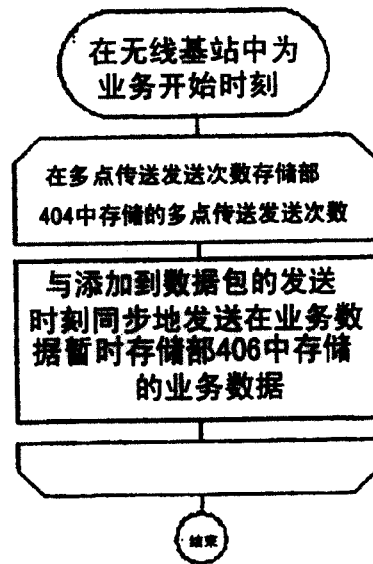 在无线基站中为
业务开始时刻
在多点传送发送次数存储部
404中存储的多点传送发送次数
与添加到数据包的发送
时刻同步地发送在业务数
据暂时存储部406中存储
的业务数据
结束